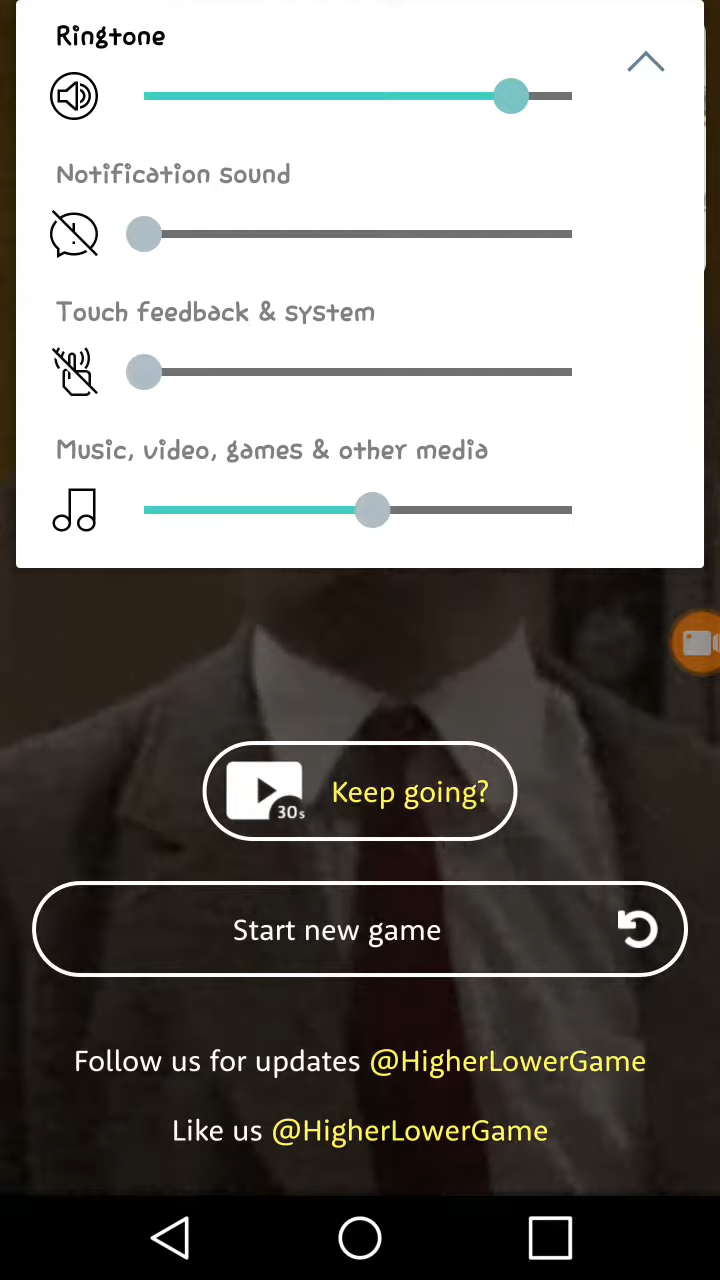 Ringtone
Notification sound
Touch feedback & system
Music, video, games & other media
30s
Keep going?
Start new game
Follow us for updates @HigherLowerGame
Like us @HigherLowerGame